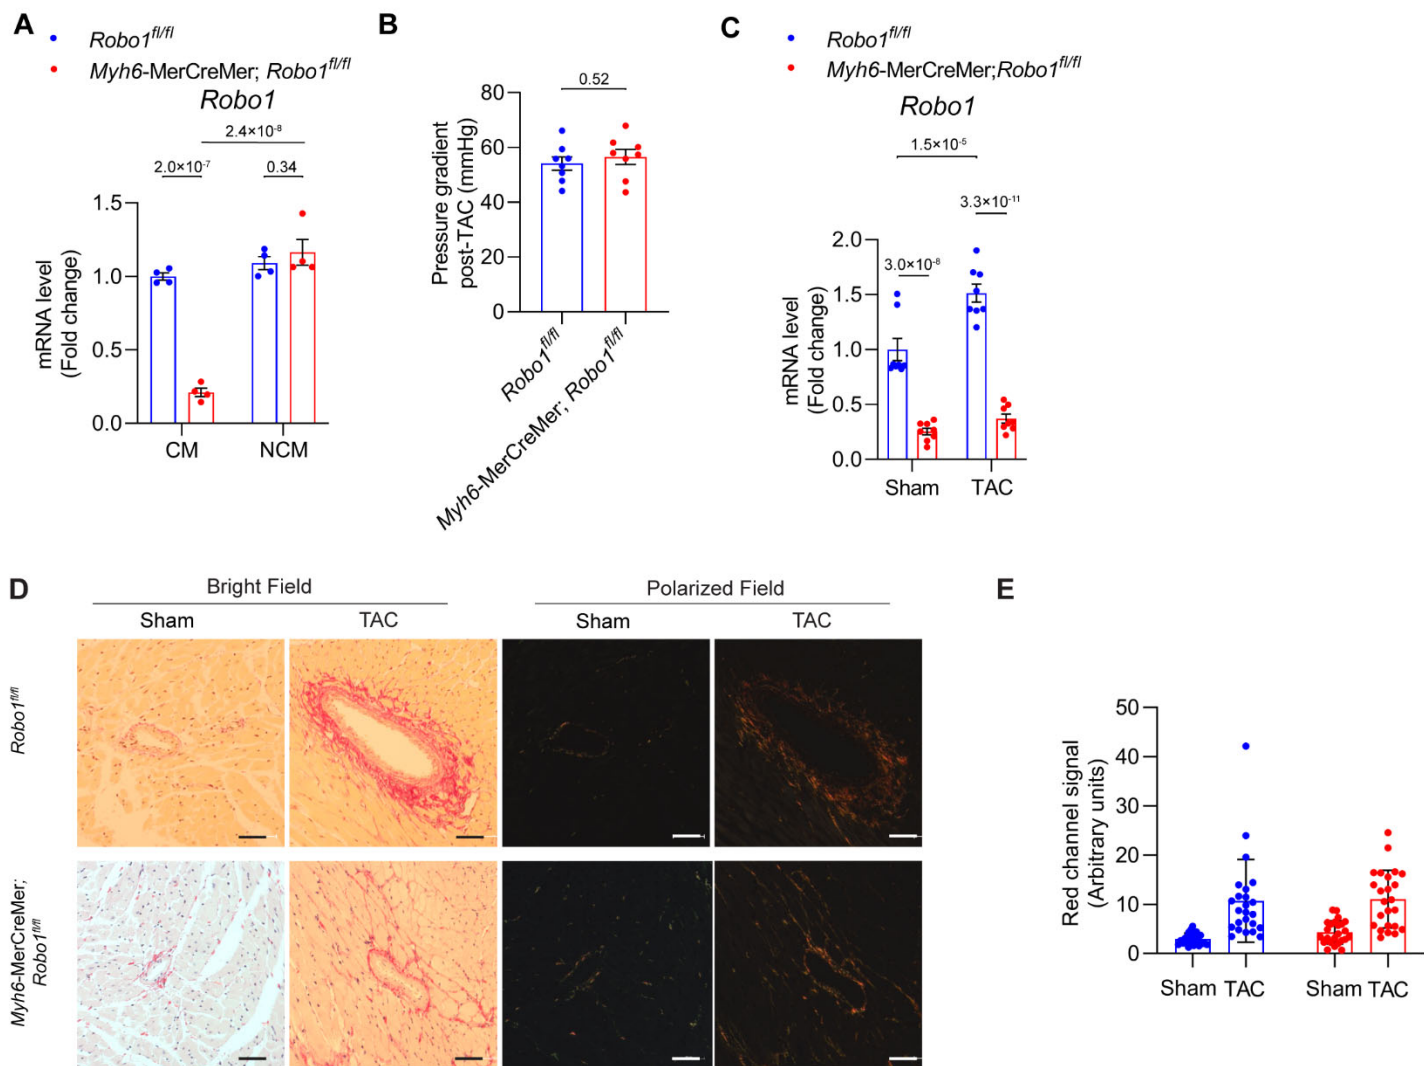 A
Robo1fl/fl
Myh6-MerCreMer; Robo1fl/fl
Robo1
2.4×10-8
2.0×10-7
0.34
mRNA level
(Fold change)
1.5
1.0
0.5
0.0
CM
NCM
B
0.52
Pressure gradient
post-TAC (mmHg)
80
60
40
20
0
Robo1fl/fl
Myh6-MerCreMer; Robo1fl/fl
C
Robo1fl/fl
Myh6-MerCreMer;Robo1fl/fl
Robo1
1.5×10-5
3.3×10-11
3.0×10-8
mRNA level
(Fold change)
2.0
1.5
1.0
0.5
0.0
Sham
TAC
D
Bright Field
Polarized Field
Sham
TAC
Sham
TAC
Robo1fl/fl
Myh6-MerCreMer;
Robo1fl/fl
E
Red channel signal
(Arbitrary units)
50
40
30
20
10
0
Sham
TAC
Sham
TAC